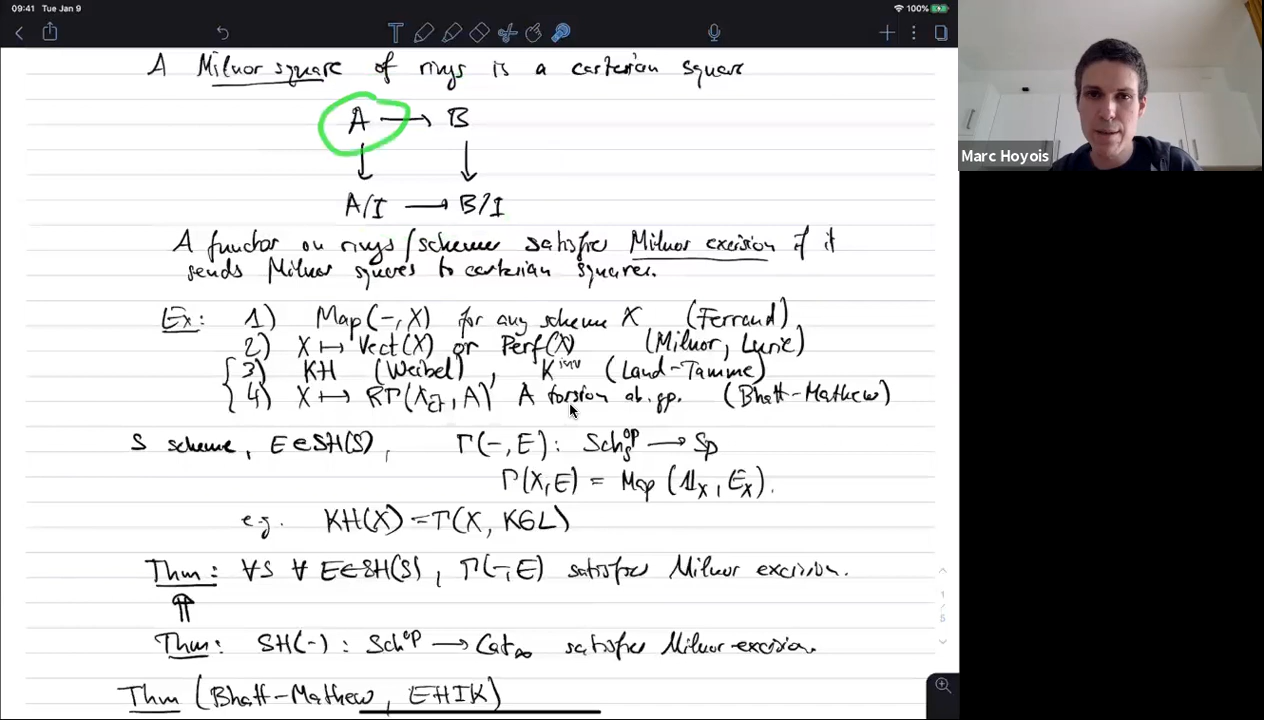 09:41 Tue Jan 9
100%
A Milnor square of rings is a cartesian square
A → B
↓ ↓
A/I → B/I
A functor on rings/schemes satisfies Milnor excision if it
sends Milnor squares to cartesian squares.
Ex: 1) Map(-, X) for any scheme X (Ferrand)
2) X ↦ Vect(X) or Perf(X) (Milnor, Lurie)
3) KH (Weibel), K^inv (Land-Tamme)
4) X ↦ RΓ(X_ét, A), A torsion ab. gp. (Bhatt-Mathew)
S scheme, E∈SH(S), Γ(-, E): Sch_S^op → Sp
Γ(X, E) = Map(𝟙_X, E_X).
e.g. KH(X) = Γ(X, KGL)
Thm: ∀S ∀ E∈SH(S), Γ(-, E) satisfies Milnor excision.
⇑
Thm: SH(-): Sch^op → Cat_∞ satisfies Milnor excision.
Thm (Bhatt-Mathew, EHIK)
Marc Hoyois
1
/
5